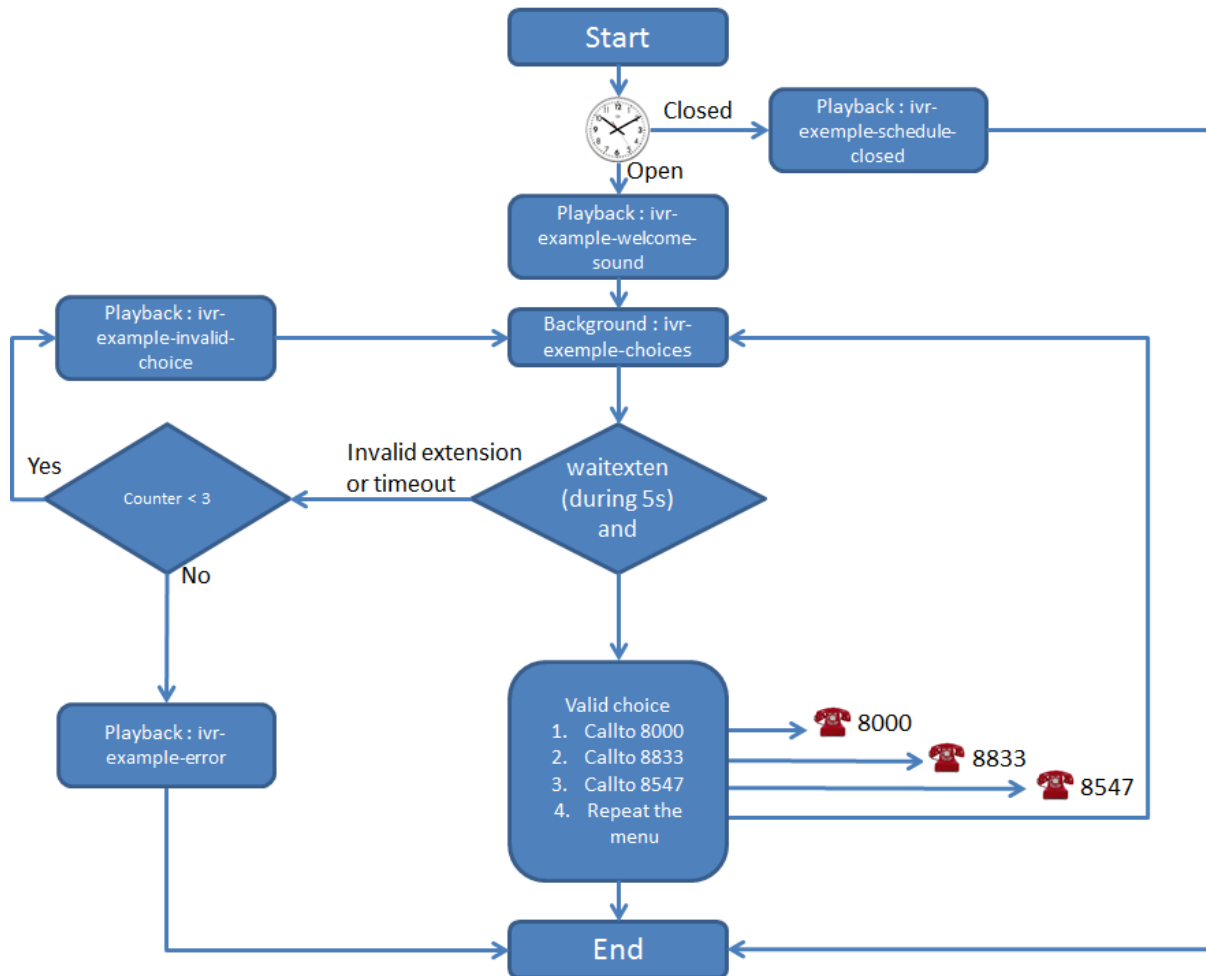 Start
Closed
Playback : ivr-
exemple-schedule-
closed
Open
Playback : ivr-
example-welcome-
sound
Playback : ivr-
example-invalid-
choice
Background : ivr-
exemple-choices
Yes
Counter < 3
Invalid extension
or timeout
waitexten
(during 5s)
and
No
Playback : ivr-
example-error
Valid choice
1. Callto 8000
2. Callto 8833
3. Callto 8547
4. Repeat the
menu
8000
8833
8547
End